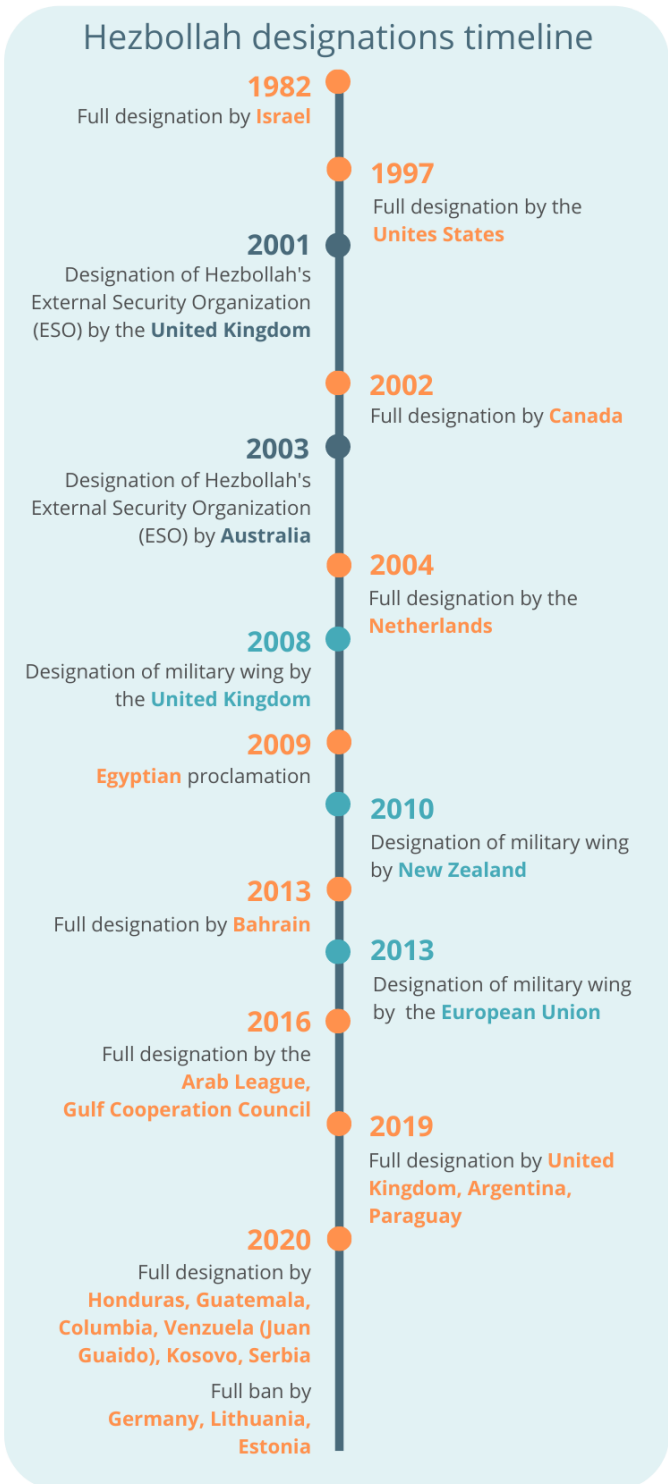 Hezbollah designations timeline
1982
Full designation by Israel
1997
Full designation by the
Unites States
2001
Designation of Hezbollah's
External Security Organization
(ESO) by the United Kingdom
2002
Full designation by Canada
2003
Designation of Hezbollah's
External Security Organization
(ESO) by Australia
2004
Full designation by the
Netherlands
2008
Designation of military wing by
the United Kingdom
2009
Egyptian proclamation
2010
Designation of military wing
by New Zealand
2013
Full designation by Bahrain
2013
Designation of military wing
by the European Union
2016
Full designation by the
Arab League,
Gulf Cooperation Council
2019
Full designation by United
Kingdom, Argentina,
Paraguay
2020
Full designation by
Honduras, Guatemala,
Columbia, Venzuela (Juan
Guaido), Kosovo, Serbia
Full ban by
Germany, Lithuania,
Estonia